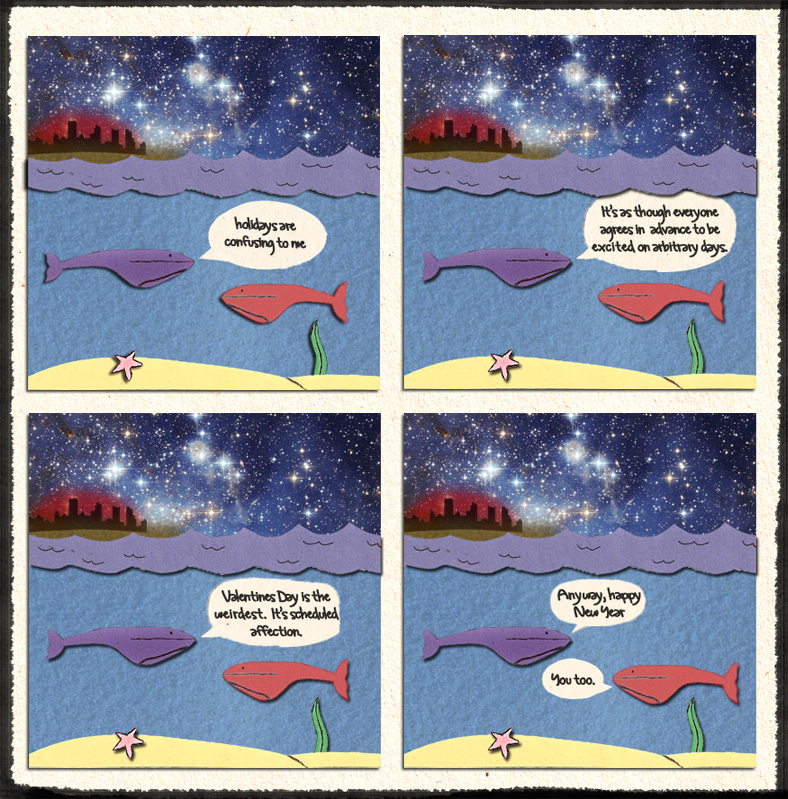 holidays are
confusing to me
It's as though everyone
agrees in advance to be
excited on arbitrary days.
Valentines Day is the
weirdest. It's scheduled
affection.
Anyway, happy
New Year
You too.